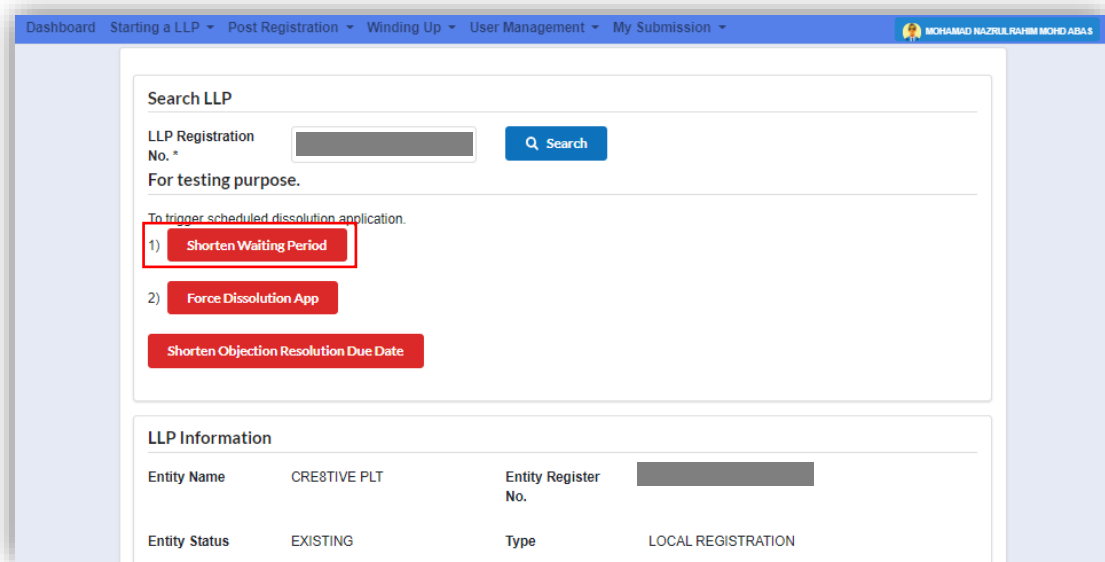 Dashboard Starting a LLP Post Registration Winding Up User Management My Submission MOHAMAD NAZRULRAHIM MOHD ABAS
Search LLP
LLP Registration
No. *
Search
For testing purpose.
To trigger scheduled dissolution application.
1) Shorten Waiting Period
2) Force Dissolution App
Shorten Objection Resolution Due Date
LLP Information
Entity Name CRE8TIVE PLT Entity Register
No.
Entity Status EXISTING Type LOCAL REGISTRATION